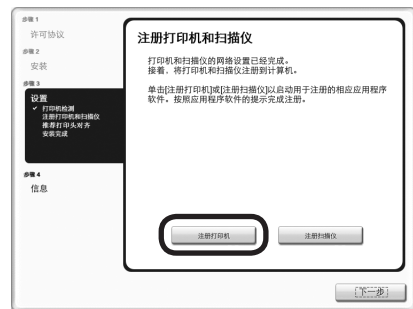 步骤 1
许可协议
步骤 2
安装
步骤 3
设置
✓ 打印机检测
注册打印机和扫描仪
推荐打印头对齐
安装完成
步骤 4
信息
注册打印机和扫描仪
打印机和扫描仪的网络设置已经完成。
接着，将打印机和扫描仪注册到计算机。
单击[注册打印机]或[注册扫描仪]以启动用于注册的相应应用程序
软件。按照应用程序软件的提示完成注册。
注册打印机
注册扫描仪
下一步